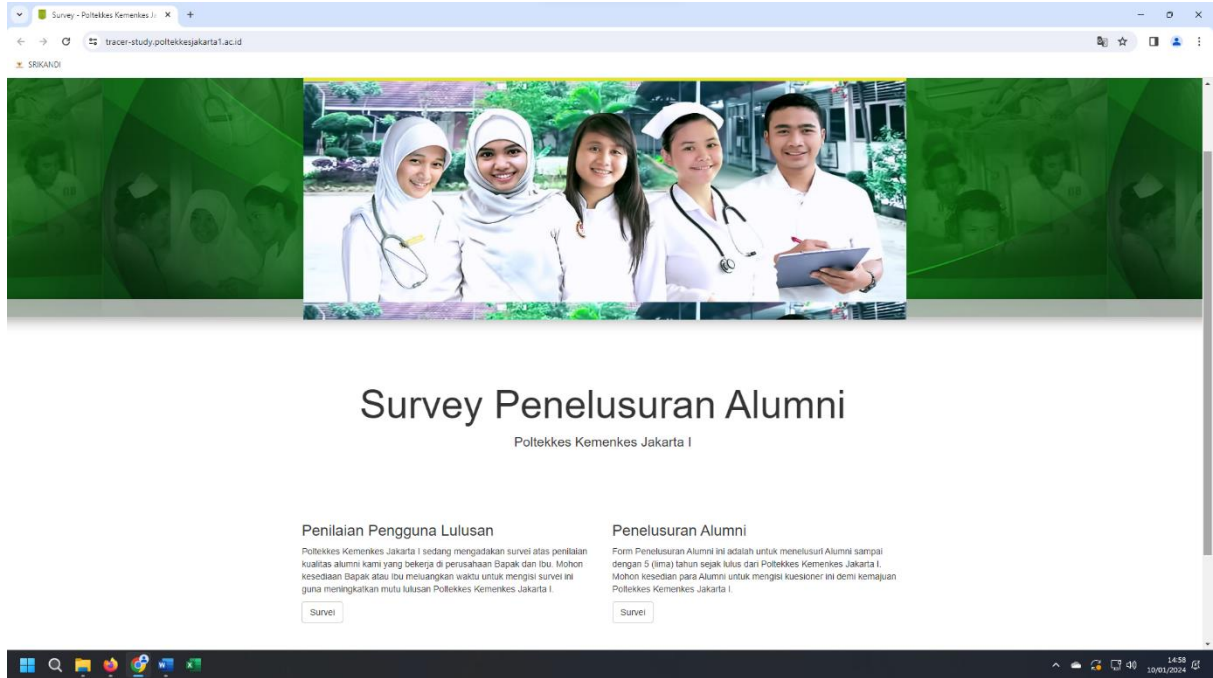 Survey - Poltekkes Kemenkes Ja
tracer-study.poltekkesjakarta1.ac.id
SRIKANDI
Survey Penelusuran Alumni
Poltekkes Kemenkes Jakarta I
Penilaian Pengguna Lulusan
Poltekkes Kemenkes Jakarta I sedang mengadakan survei atas penilaian
kualitas alumni kami yang bekerja di perusahaan Bapak dan Ibu. Mohon
kesediaan Bapak atau Ibu meluangkan waktu untuk mengisi survei ini
guna meningkatkan mutu lulusan Poltekkes Kemenkes Jakarta I.
Survei
Penelusuran Alumni
Form Penelusuran Alumni ini adalah untuk menelusuri Alumni sampai
dengan 5 (lima) tahun sejak lulus dari Poltekkes Kemenkes Jakarta I.
Mohon kesedian para Alumni untuk mengisi kuesioner ini demi kemajuan
Poltekkes Kemenkes Jakarta I.
Survei
14:58
10/01/2024